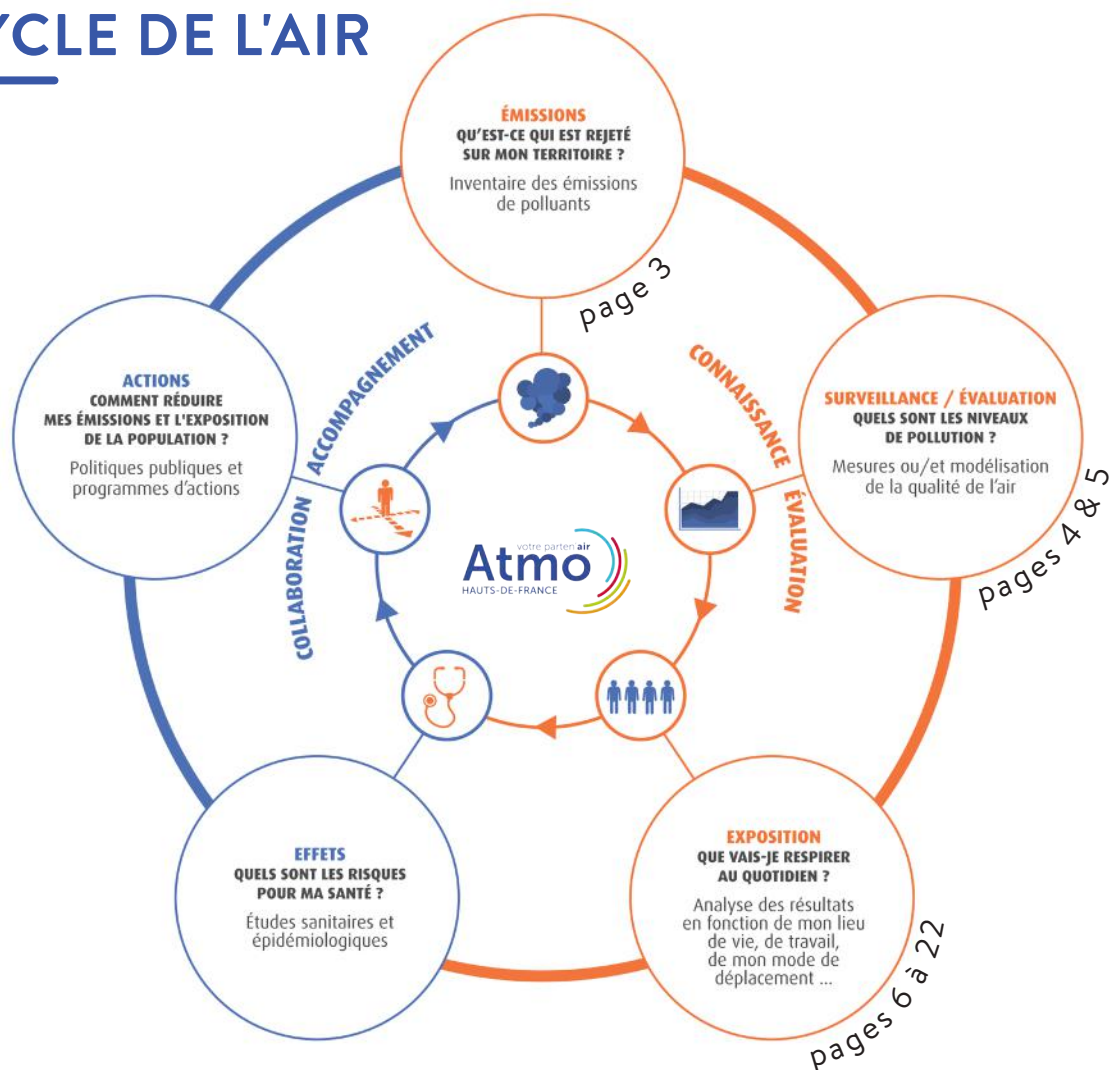 YCLE DE L'AIR
ÉMISSIONS
QU'EST-CE QUI EST REJETÉ
SUR MON TERRITOIRE ?
Inventaire des émissions
de polluants
page 3
ACTIONS
COMMENT RÉDUIRE
MES ÉMISSIONS ET L'EXPOSITION
DE LA POPULATION ?
Politiques publiques et
programmes d'actions
ACCOMPAGNEMENT
COLLABORATION
CONNAISSANCE
ÉVALUATION
SURVEILLANCE / ÉVALUATION
QUELS SONT LES NIVEAUX
DE POLLUTION ?
Mesures ou/et modélisation
de la qualité de l'air
pages 4 & 5
votre parten air
Atmo
HAUTS-DE-FRANCE
EFFETS
QUELS SONT LES RISQUES
POUR MA SANTÉ ?
Études sanitaires et
épidémiologiques
EXPOSITION
QUE VAIS-JE RESPIRER
AU QUOTIDIEN ?
Analyse des résultats
en fonction de mon lieu
de vie, de travail,
de mon mode de
déplacement ...
pages 6 à 22